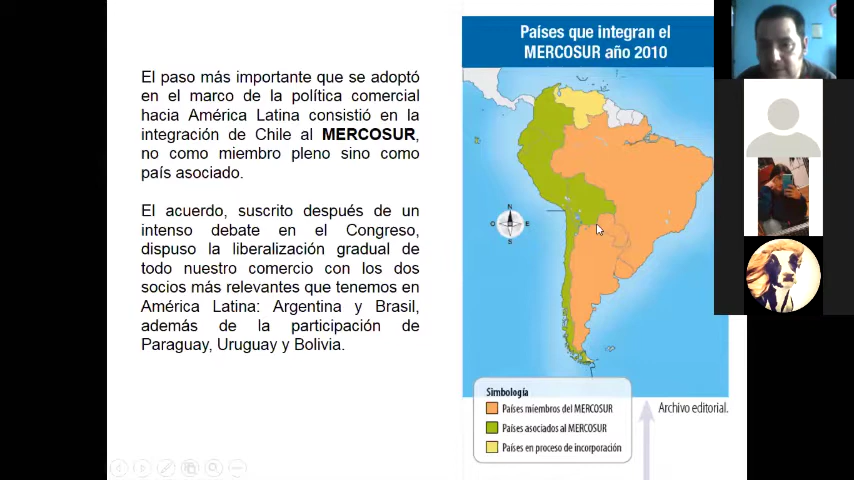 El paso más importante que se adoptó
en el marco de la política comercial
hacia América Latina consistió en la
integración de Chile al MERCOSUR,
no como miembro pleno sino como
país asociado.
El acuerdo, suscrito después de un
intenso debate en el Congreso,
dispuso la liberalización gradual de
todo nuestro comercio con los dos
socios más relevantes que tenemos en
América Latina: Argentina y Brasil,
además de la participación de
Paraguay, Uruguay y Bolivia.
Países que integran el
MERCOSUR año 2010
N
O E
S
Simbología
Países miembros del MERCOSUR
Países asociados al MERCOSUR
Países en proceso de incorporación
Archivo editorial.